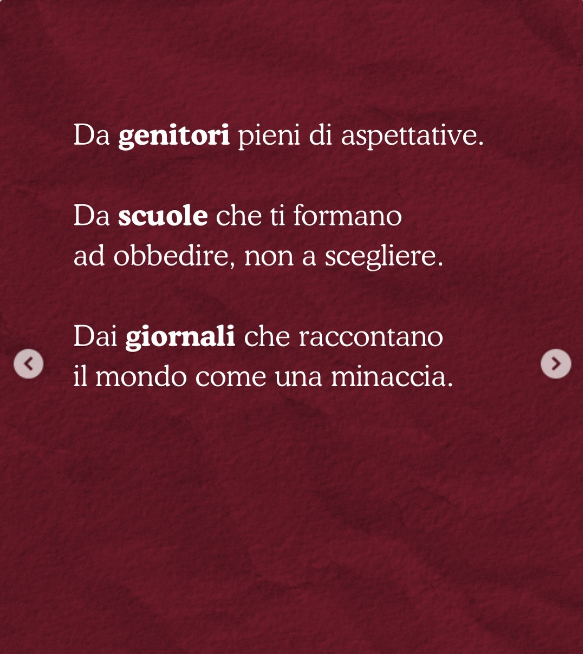 Da genitori pieni di aspettative.
Da scuole che ti formano
ad obbedire, non a scegliere.
Dai giornali che raccontano
il mondo come una minaccia.